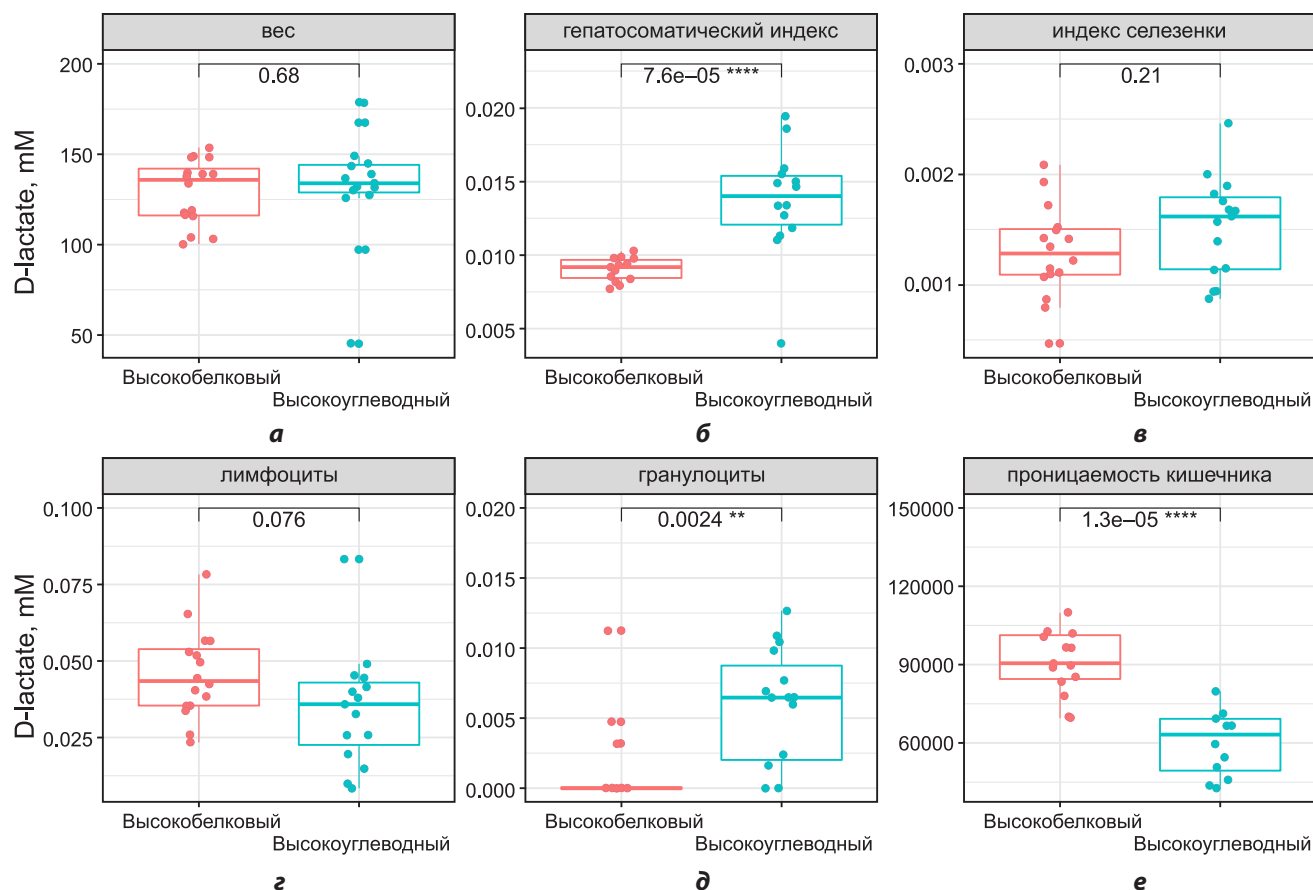 вес
гепатосоматический индекс
индекс селезенки
200
150
100
50
D-lactate, mM
0.68
0.020
0.015
0.010
0.005
7.6e–05 ****
0.003
0.002
0.001
0.21
Высокобелковый
Высокоуглеводный
Высокобелковый
Высокоуглеводный
Высокобелковый
Высокоуглеводный
а
б
в
лимфоциты
гранулоциты
проницаемость кишечника
0.100
0.075
0.050
0.025
D-lactate, mM
0.076
0.020
0.015
0.010
0.005
0.000
0.0024 **
150000
120000
90000
60000
1.3e–05 ****
Высокобелковый
Высокоуглеводный
Высокобелковый
Высокоуглеводный
Высокобелковый
Высокоуглеводный
г
д
е